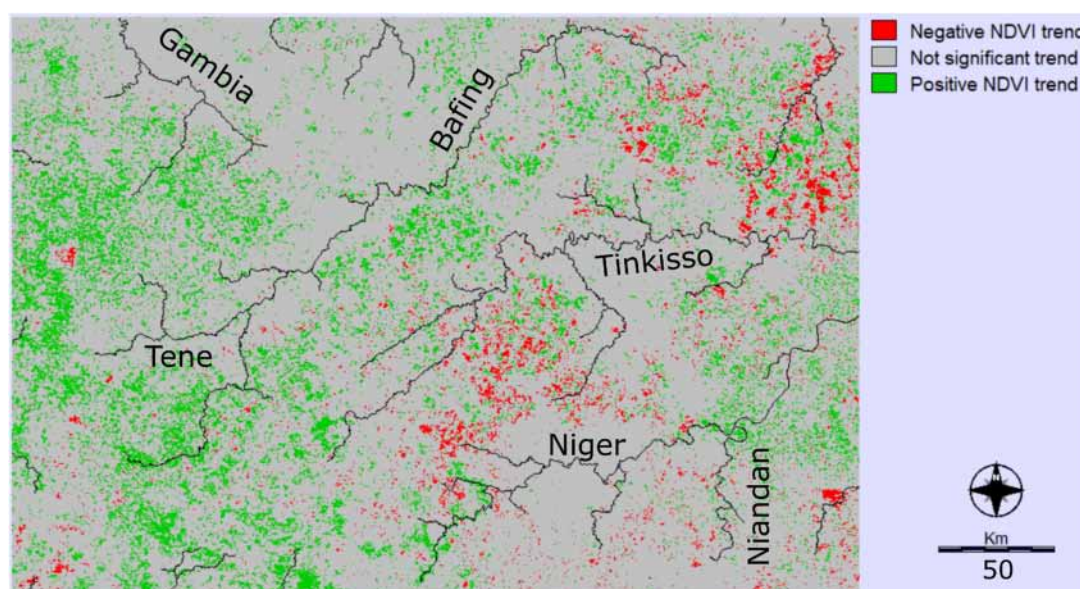 Negative NDVI trend
Not significant trend
Positive NDVI trend
Gambia
Bafing
Tinkisso
Tene
Niger
Niandan
Km
50